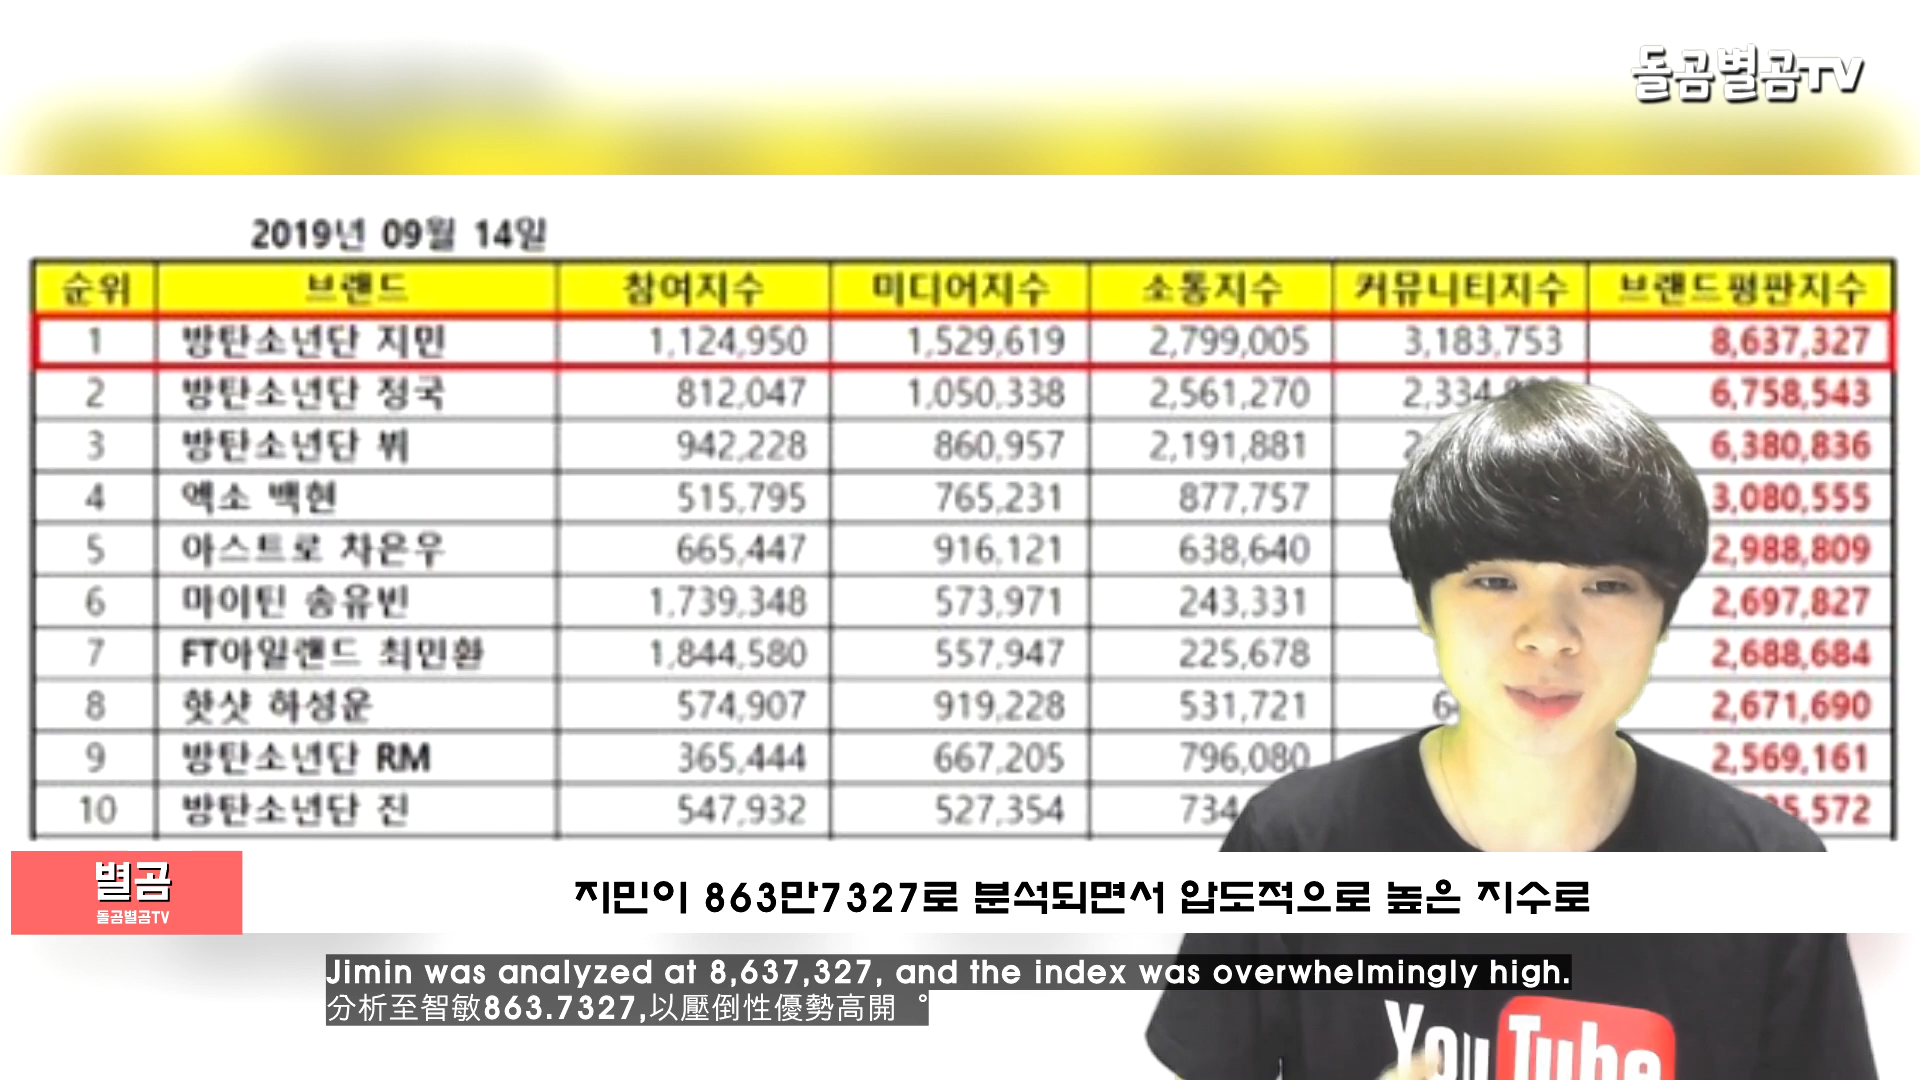 돌곰별곰TV
2019년 09월 14일
순위 브랜드 참여지수 미디어지수 소통지수 커뮤니티지수 브랜드평판지수
1 방탄소년단 지민 1,124,950 1,529,619 2,799,005 3,183,753 8,637,327
2 방탄소년단 정국 812,047 1,050,338 2,561,270 6,758,543
3 방탄소년단 뷔 942,228 860,957 2,191,881 6,380,836
4 엑소 백현 515,795 765,231 877,757 3,080,555
5 아스트로 차은우 665,447 916,121 638,640 2,988,809
6 마이틴 송유빈 1,739,348 573,971 243,331 2,697,827
7 FT아일랜드 최민환 1,844,580 557,947 225,678 2,688,684
8 핫샷 하성운 574,907 919,228 531,721 2,671,690
9 방탄소년단 RM 365,444 667,205 796,080 2,569,161
10 방탄소년단 진 547,932 527,354
별곰
돌곰별곰TV
지민이 863만7327로 분석되면서 압도적으로 높은 지수로
Jimin was analyzed at 8,637,327, and the index was overwhelmingly high.
分析至智敏863.7327,以壓倒性優勢高開。
YouTube